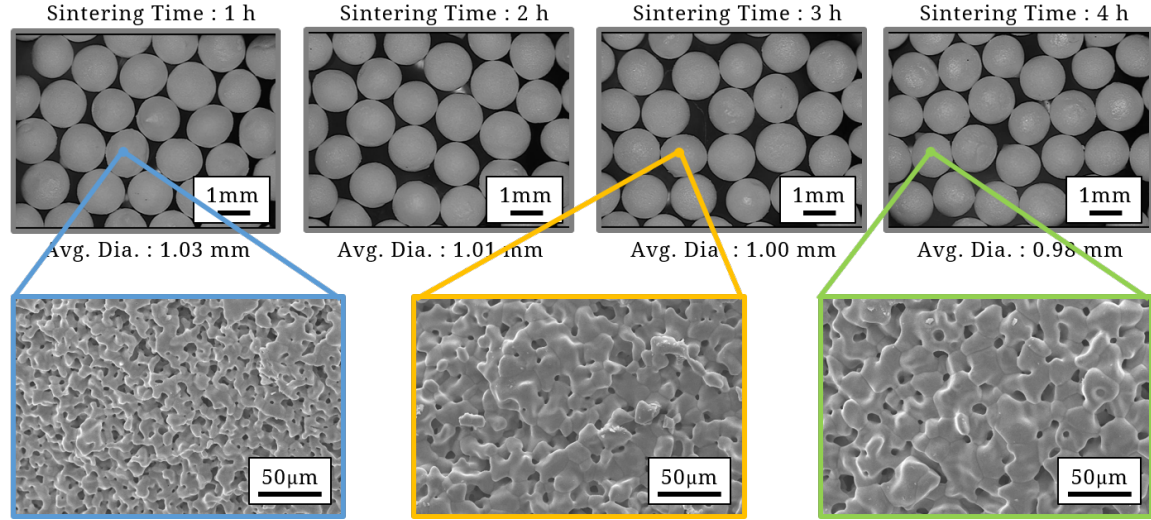 Sintering Time : 1 h
Sintering Time : 2 h
Sintering Time : 3 h
Sintering Time : 4 h
1mm
1mm
1mm
1mm
Avg. Dia. : 1.03 mm
Avg. Dia. : 1.01 mm
Avg. Dia. : 1.00 mm
Avg. Dia. : 0.98 mm
50μm
50μm
50μm